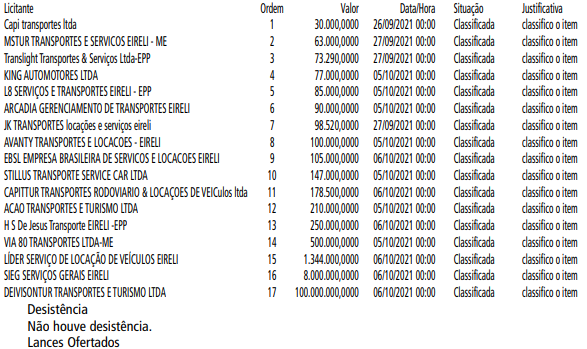 Licitante Ordem Valor Data/Hora Situação Justificativa
Capi transportes ltda 1 30.000,0000 26/09/2021 00:00 Classificada classifico o item
MSTUR TRANSPORTES E SERVICOS EIRELI - ME 2 63.000,0000 27/09/2021 00:00 Classificada classifico o item
Translight Transportes & Serviços Ltda-EPP 3 73.290,0000 27/09/2021 00:00 Classificada classifico o item
KING AUTOMOTORES LTDA 4 77.000,0000 05/10/2021 00:00 Classificada classifico o item
L8 SERVIÇOS E TRANSPORTES EIRELI - EPP 5 85.000,0000 05/10/2021 00:00 Classificada classifico o item
ARCADIA GERENCIAMENTO DE TRANSPORTES EIRELI 6 90.000,0000 05/10/2021 00:00 Classificada classifico o item
JK TRANSPORTES locações e serviços eireli 7 98.520,0000 27/09/2021 00:00 Classificada classifico o item
AVANTY TRANSPORTES E LOCACOES - EIRELI 8 100.000,0000 05/10/2021 00:00 Classificada classifico o item
EBSL EMPRESA BRASILEIRA DE SERVICOS E LOCACOES EIRELI 9 105.000,0000 06/10/2021 00:00 Classificada classifico o item
STILLUS TRANSPORTE SERVICE CAR LTDA 10 147.000,0000 05/10/2021 00:00 Classificada classifico o item
CAPITTUR TRANSPORTES RODOVIARIO & LOCAÇOES DE VEICulos ltda 11 178.500,0000 06/10/2021 00:00 Classificada classifico o item
ACAO TRANSPORTES E TURISMO LTDA 12 210.000,0000 05/10/2021 00:00 Classificada classifico o item
H S De Jesus Transporte EIRELI -EPP 13 250.000,0000 06/10/2021 00:00 Classificada classifico o item
VIA 80 TRANSPORTES LTDA-ME 14 500.000,0000 05/10/2021 00:00 Classificada classifico o item
LÍDER SERVIÇO DE LOCAÇÃO DE VEÍCULOS EIRELI 15 1.344.000,0000 06/10/2021 00:00 Classificada classifico o item
SIEG SERVIÇOS GERAIS EIRELI 16 8.000.000,0000 06/10/2021 00:00 Classificada classifico o item
DEIVISONTUR TRANSPORTES E TURISMO LTDA 17 100.000.000,0000 06/10/2021 00:00 Classificada classifico o item
Desistência
Não houve desistência.
Lances Ofertados